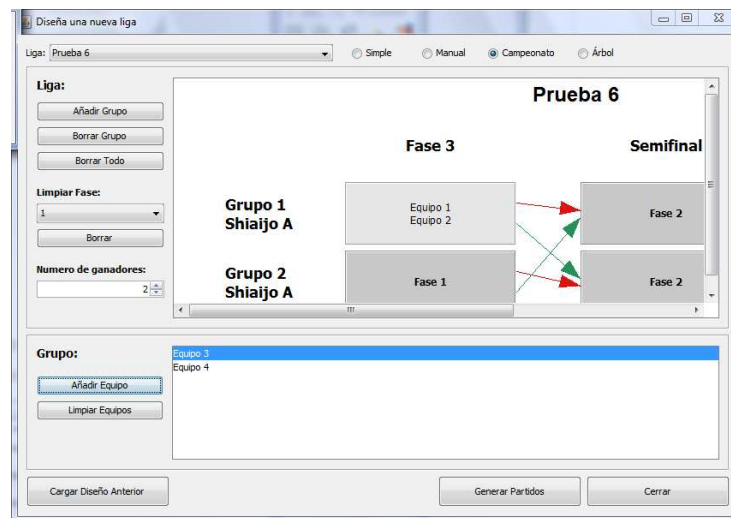 Diseña una nueva liga
Liga: Prueba 6
Simple Manual Campeonato Árbol
Liga:
Añadir Grupo
Borrar Grupo
Borrar Todo
Limpiar Fase:
1
Borrar
Numero de ganadores:
2
Prueba 6
Fase 3 Semifinal
Grupo 1
Shiaijo A
Equipo 1
Equipo 2
Fase 2
Grupo 2
Shiaijo A
Fase 1
Fase 2
Grupo:
Añadir Equipo
Limpiar Equipos
Equipo 3
Equipo 4
Cargar Diseño Anterior
Generar Partidos
Cerrar